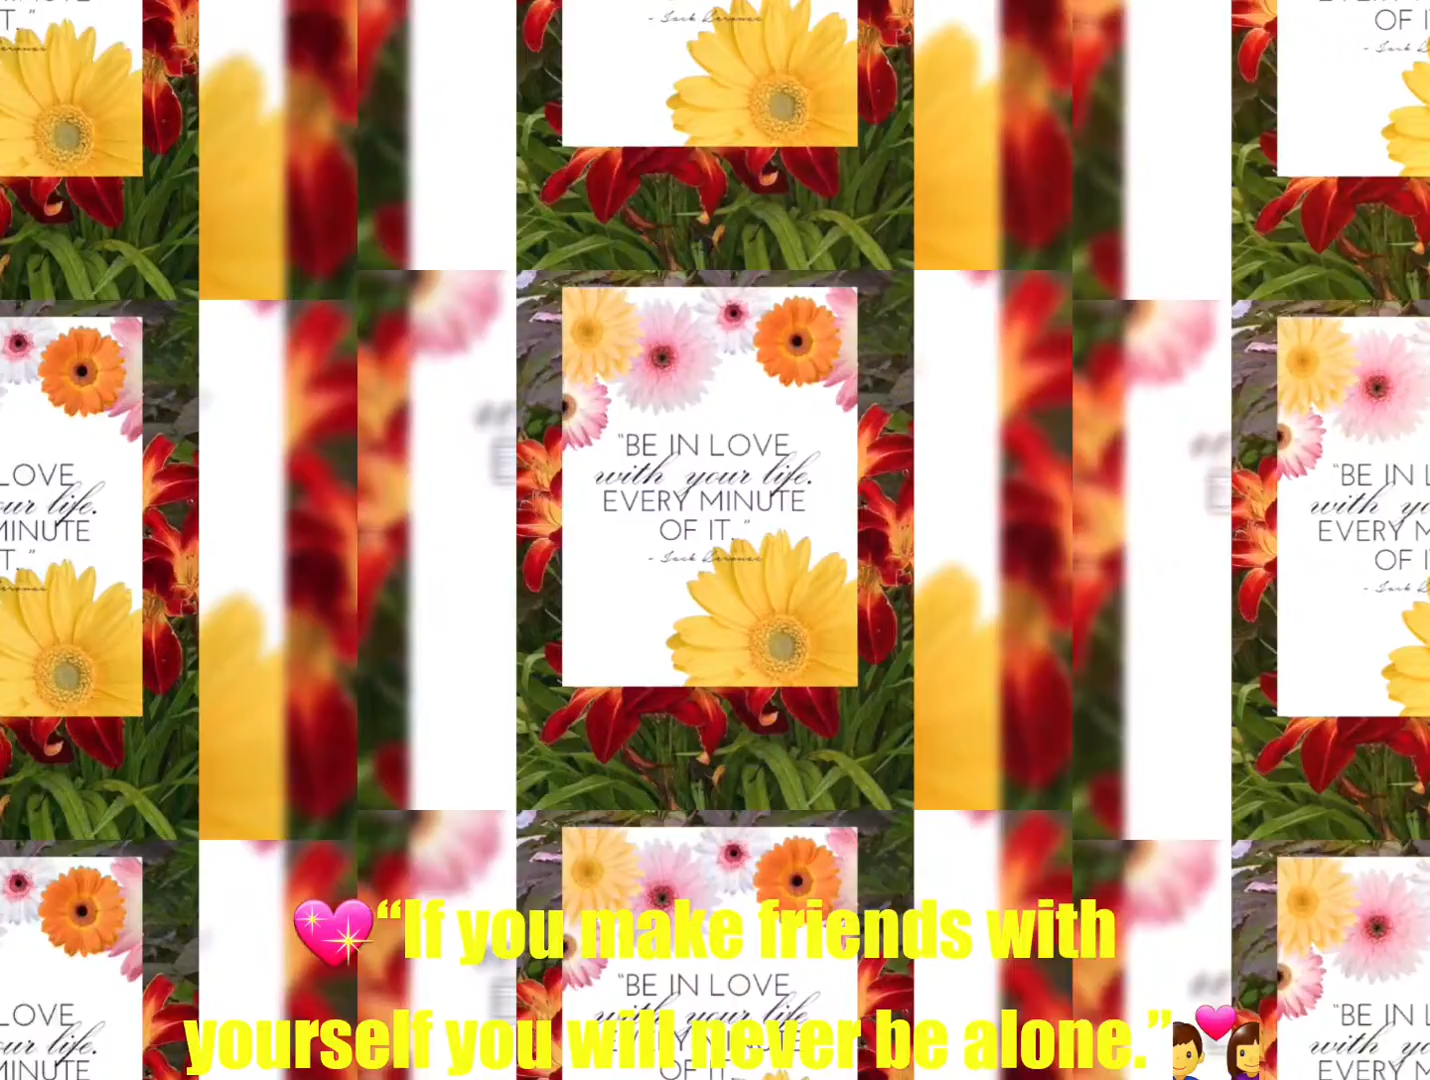 “BE IN LOVE
with your life.
EVERY MINUTE
OF IT.”
💖“If you make friends with
yourself you will never be alone.”💑